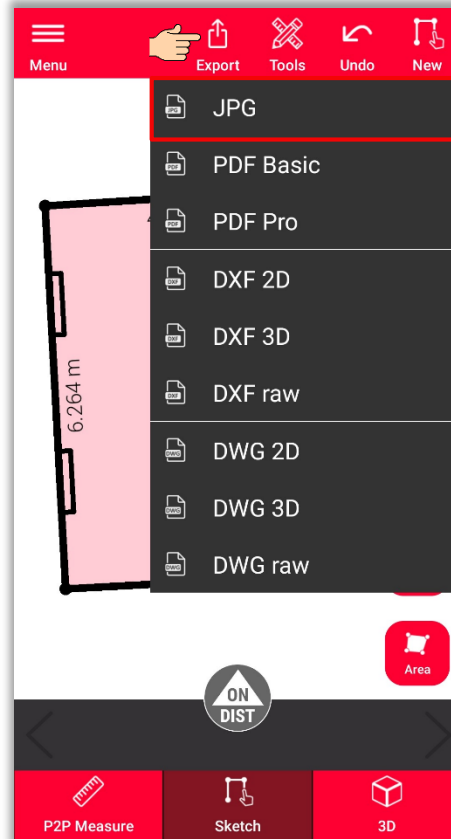 Menu
Export
Tools
Undo
New
JPG
PDF Basic
PDF Pro
DXF 2D
DXF 3D
DXF raw
DWG 2D
DWG 3D
DWG raw
6.264 m
Area
ON
DIST
P2P Measure
Sketch
3D